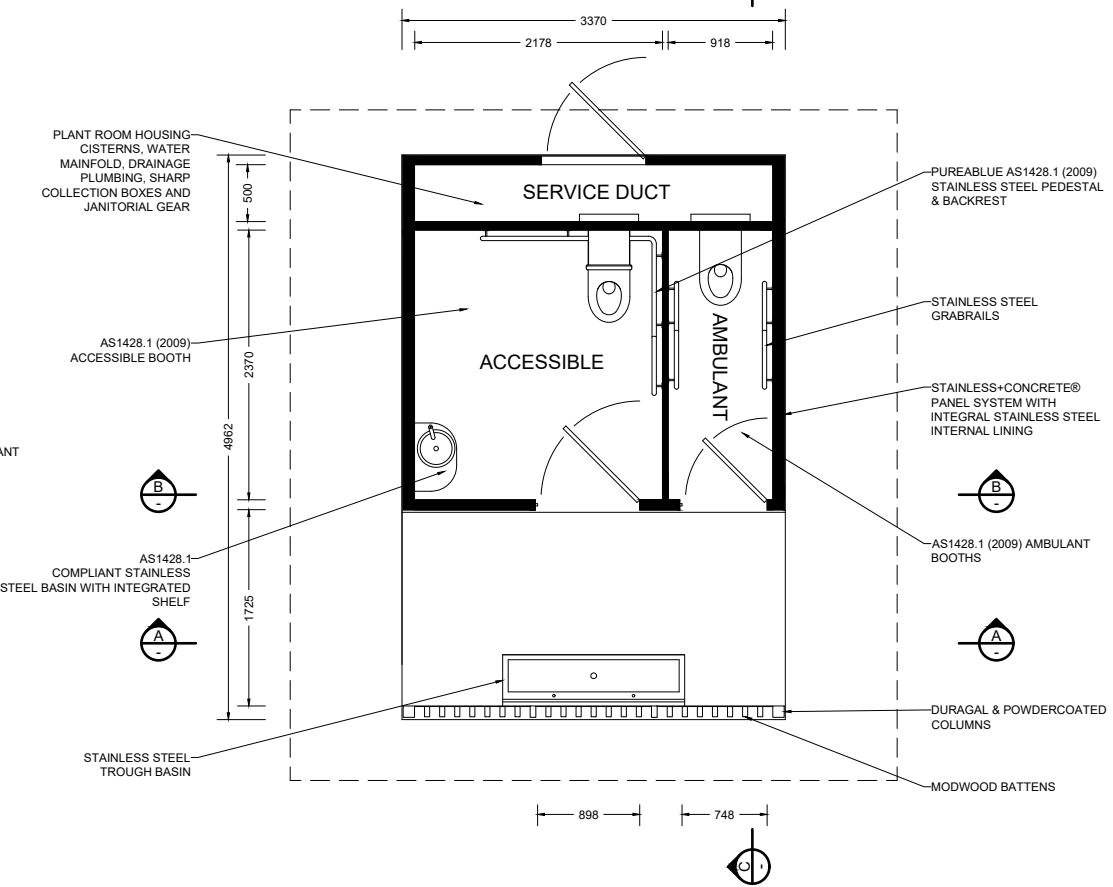 3370
2178
918
PLANT ROOM HOUSING
CISTERNS, WATER
MAINFOLD, DRAINAGE
PLUMBING, SHARP
COLLECTION BOXES AND
JANITORIAL GEAR
500
SERVICE DUCT
PUREABLUE AS1428.1 (2009)
STAINLESS STEEL PEDESTAL
& BACKREST
STAINLESS STEEL
GRABRAILS
AS1428.1 (2009)
ACCESSIBLE BOOTH
2370
ACCESSIBLE
AMBULANT
STAINLESS+CONCRETE®
PANEL SYSTEM WITH
INTEGRAL STAINLESS STEEL
INTERNAL LINING
4962
ANT
B
-
B
-
AS1428.1
COMPLIANT STAINLESS
STEEL BASIN WITH INTEGRATED
SHELF
AS1428.1 (2009) AMBULANT
BOOTHS
1725
A
-
A
-
STAINLESS STEEL
TROUGH BASIN
DURAGAL & POWDERCOATED
COLUMNS
MODWOOD BATTENS
898
748
C
-